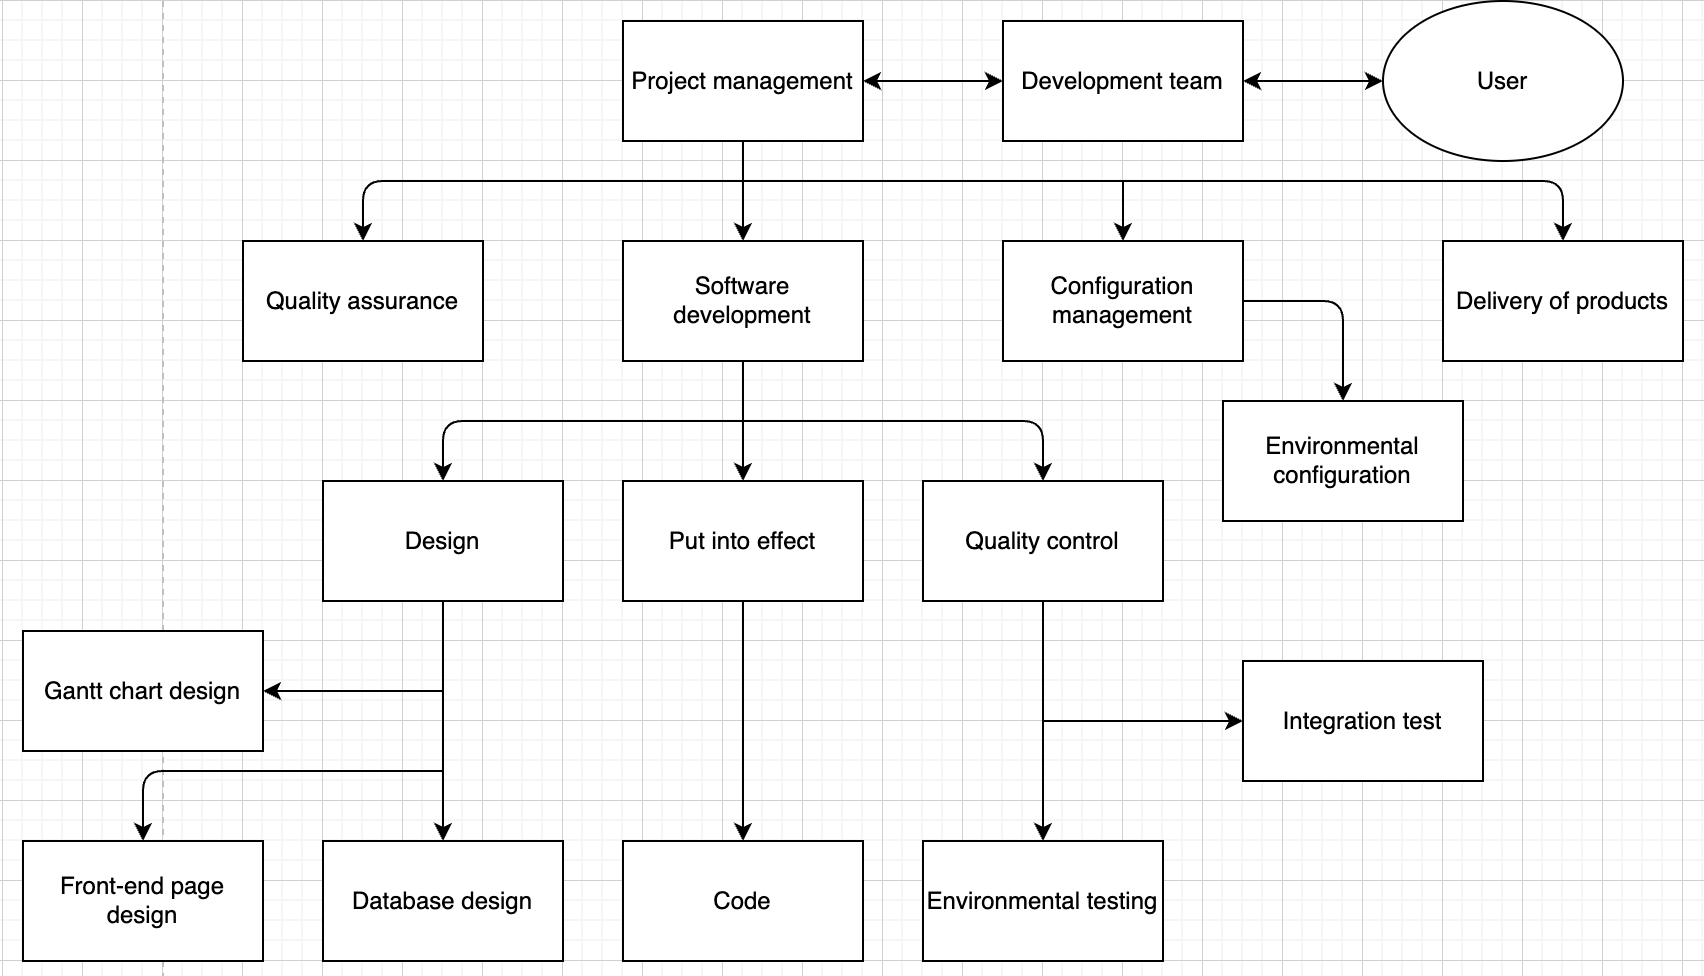 Project management
Development team
User
Quality assurance
Software
development
Configuration
management
Delivery of products
Environmental
configuration
Design
Put into effect
Quality control
Gantt chart design
Integration test
Front-end page
design
Database design
Code
Environmental testing